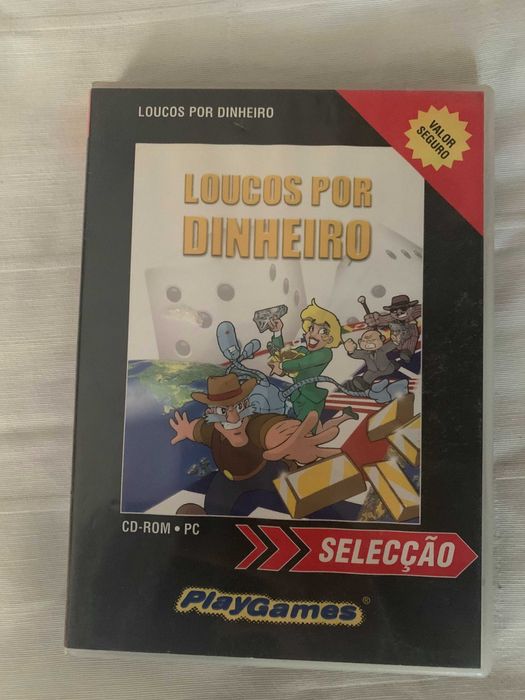 LOUCOS POR DINHEIRO
VALOR
SEGURO
LOUCOS POR
DINHEIRO
CD-ROM • PC
SELECÇÃO
PlayGames®